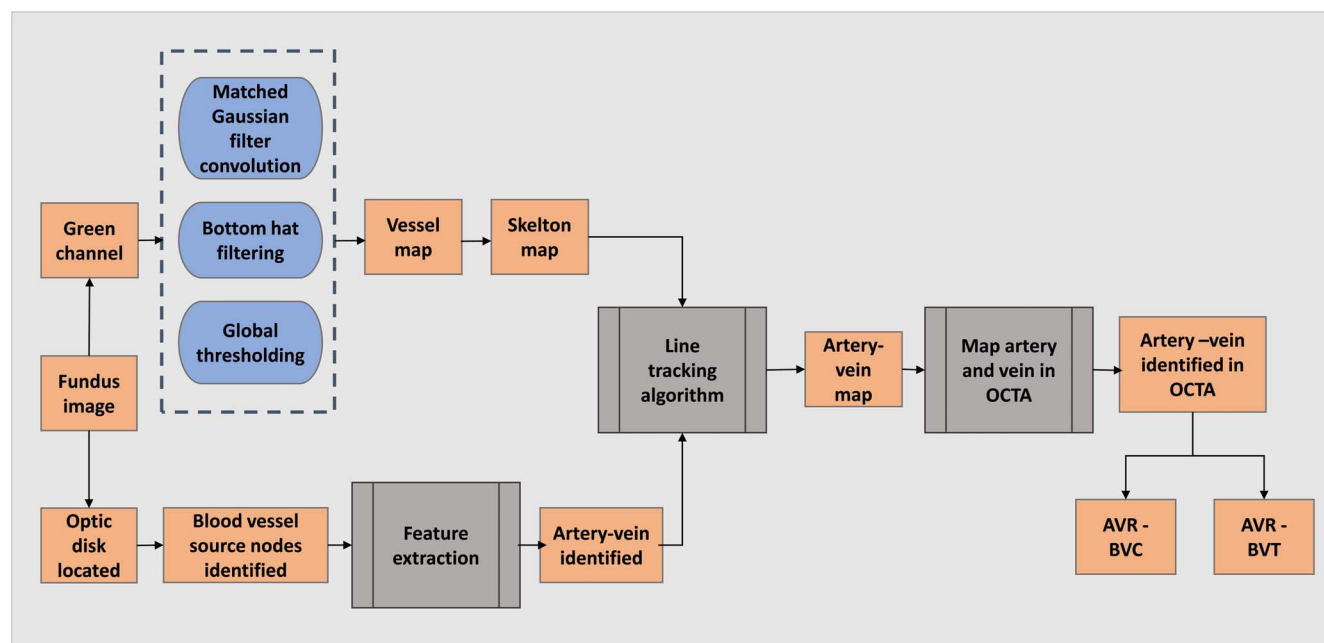 Matched
Gaussian
filter
convolution
Green
channel
Bottom hat
filtering
Vessel
map
Skelton
map
Global
thresholding
Fundus
image
Line
tracking
algorithm
Artery-
vein
map
Map artery
and vein in
OCTA
Artery –vein
identified in
OCTA
Optic
disk
located
Blood vessel
source nodes
identified
Feature
extraction
Artery-vein
identified
AVR -
BVC
AVR -
BVT